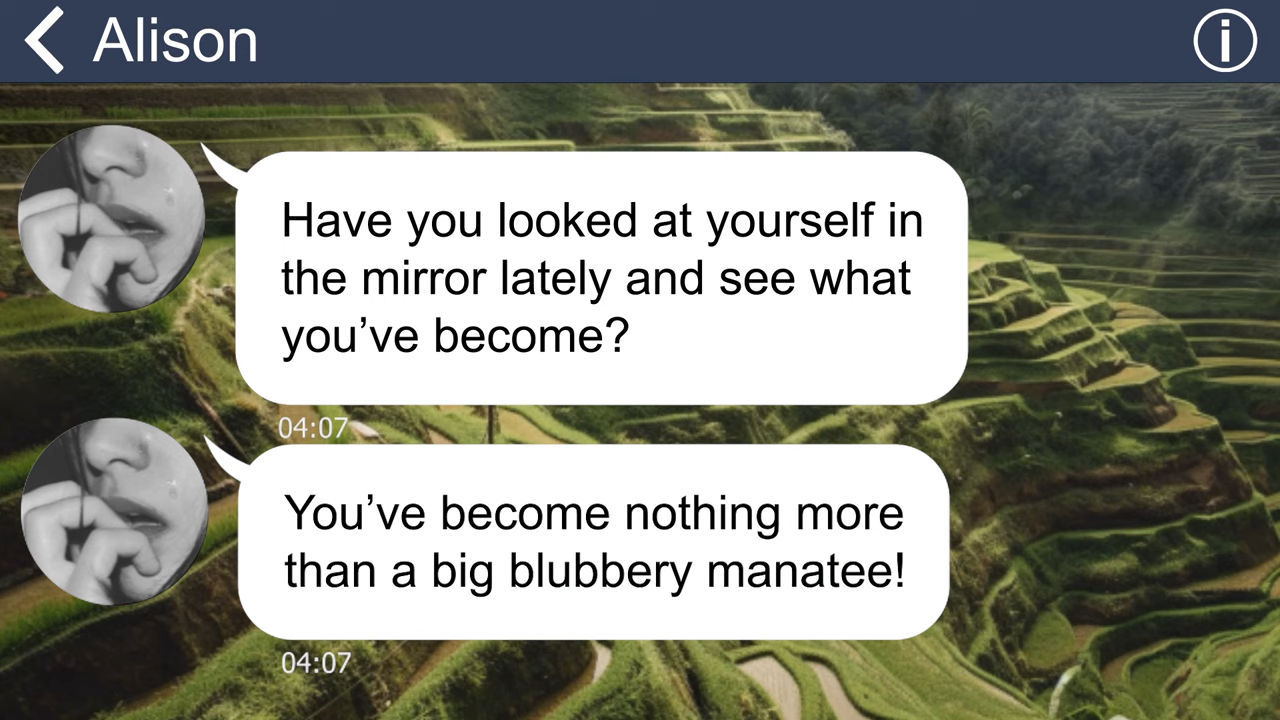 Alison
Have you looked at yourself in
the mirror lately and see what
you’ve become?
04:07
You’ve become nothing more
than a big blubbery manatee!
04:07